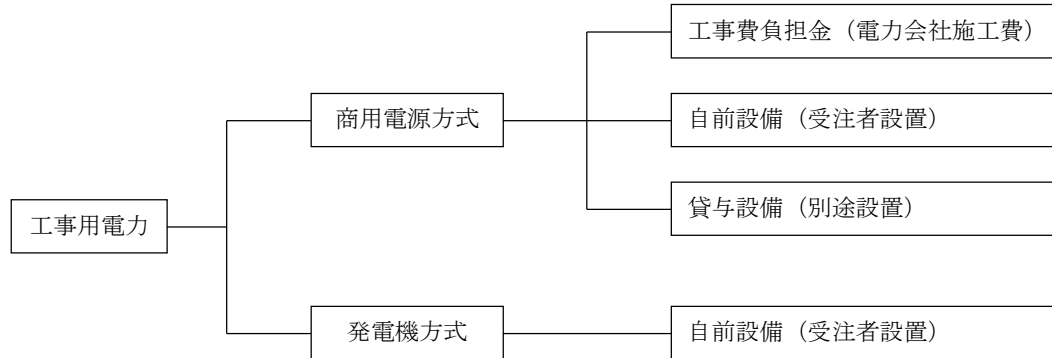 工事費負担金（電力会社施工費）
商用電源方式
自前設備（受注者設置）
貸与設備（別途設置）
工事用電力
発電機方式
自前設備（受注者設置）